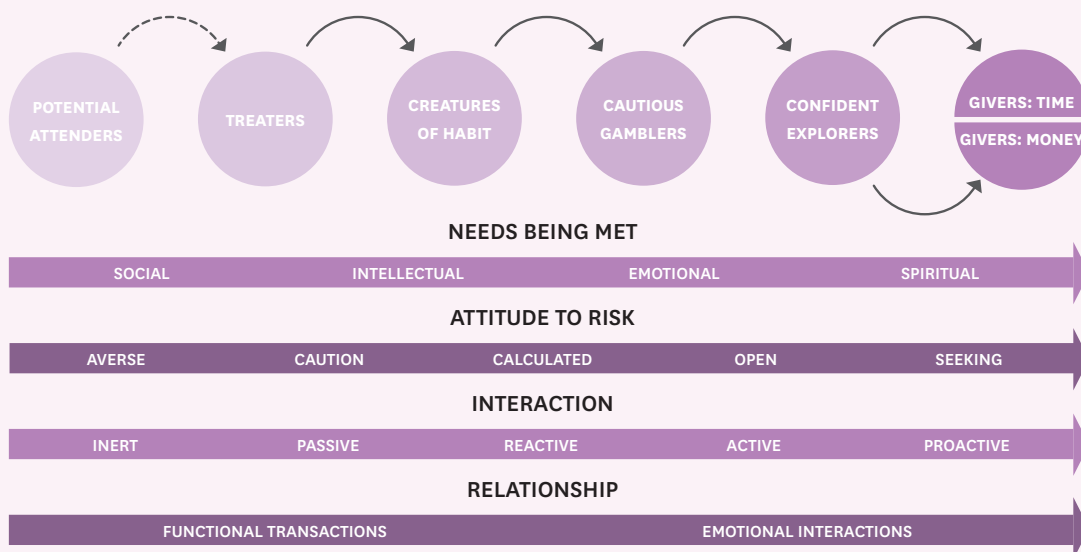 POTENTIAL
ATTENDERS
TREATERS
CREATURES
OF HABIT
CAUTIOUS
GAMBLERS
CONFIDENT
EXPLORERS
GIVERS: TIME
GIVERS: MONEY
NEEDS BEING MET
SOCIAL INTELLECTUAL EMOTIONAL SPIRITUAL
ATTITUDE TO RISK
AVERSE CAUTION CALCULATED OPEN SEEKING
INTERACTION
INERT PASSIVE REACTIVE ACTIVE PROACTIVE
RELATIONSHIP
FUNCTIONAL TRANSACTIONS EMOTIONAL INTERACTIONS